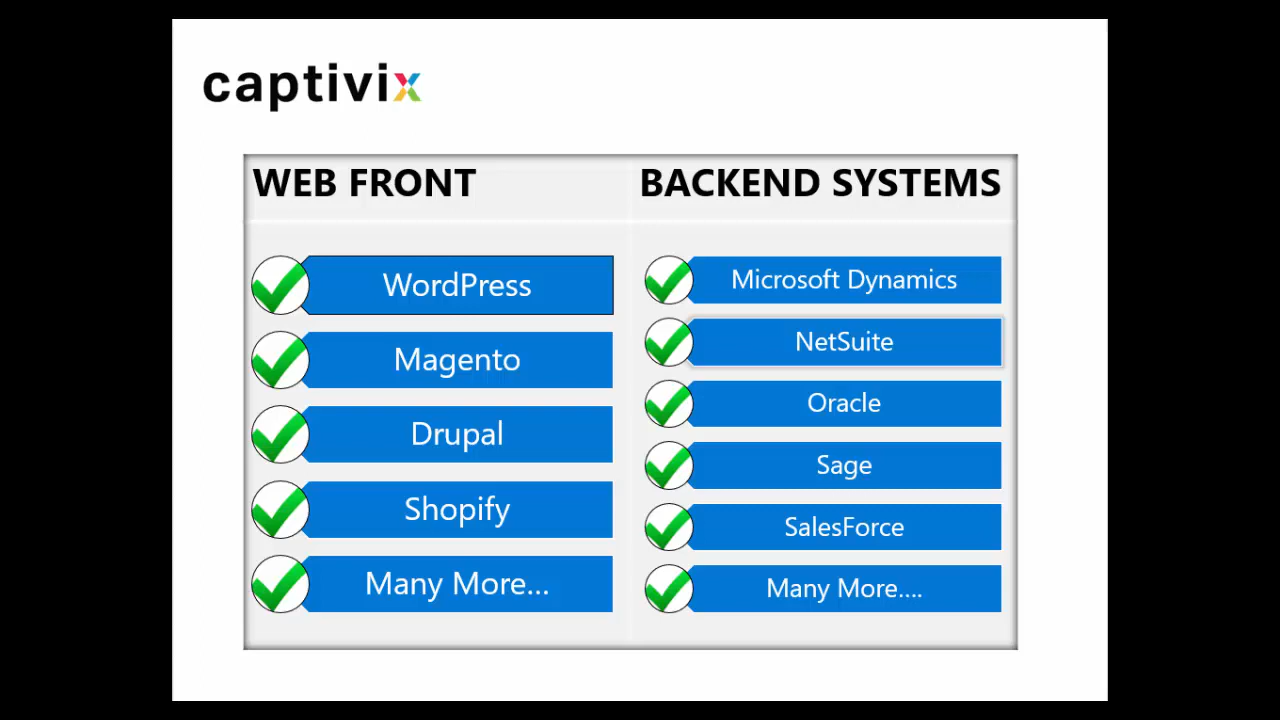 captivix
WEB FRONT
WordPress
Magento
Drupal
Shopify
Many More...
BACKEND SYSTEMS
Microsoft Dynamics
NetSuite
Oracle
Sage
SalesForce
Many More....